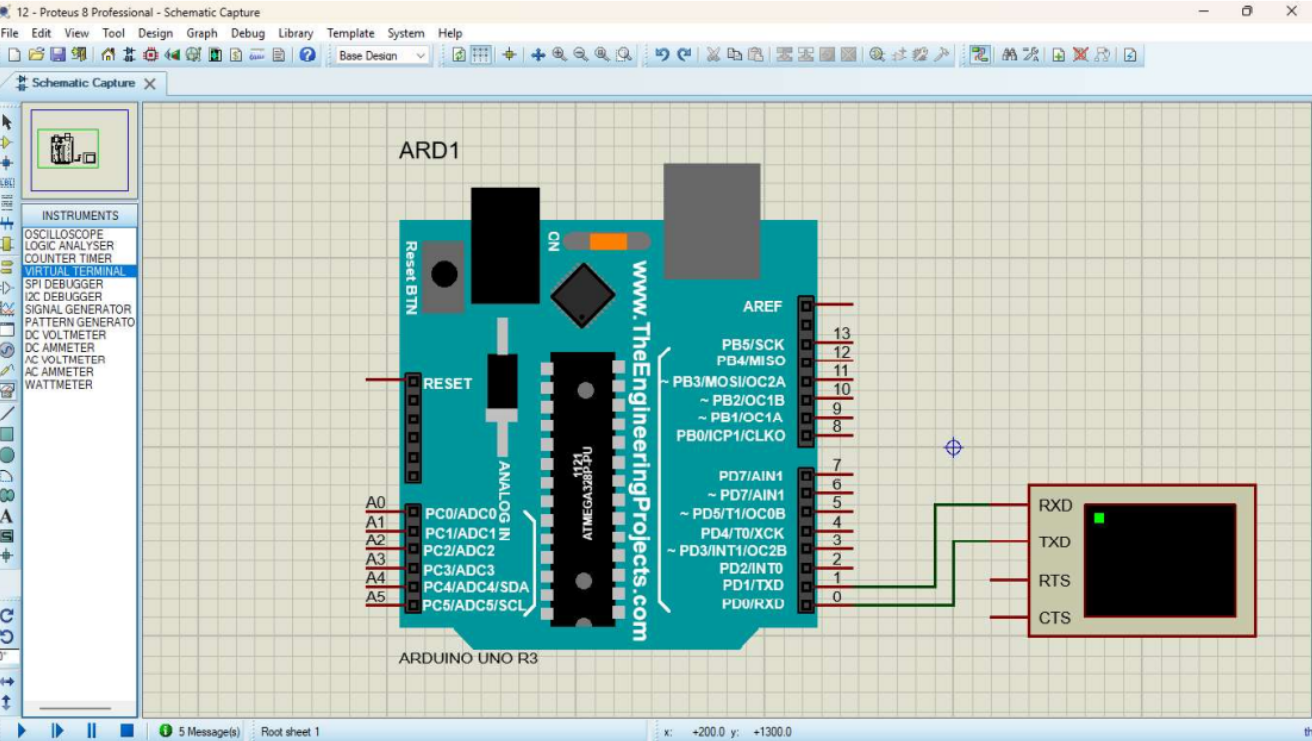 12 - Proteus 8 Professional - Schematic Capture
File Edit View Tool Design Graph Debug Library Template System Help
Base Design
Schematic Capture
INSTRUMENTS
OSCILLOSCOPE
LOGIC ANALYSER
COUNTER TIMER
VIRTUAL TERMINAL
SPI DEBUGGER
I2C DEBUGGER
SIGNAL GENERATOR
PATTERN GENERATO
DC VOLTMETER
DC AMMETER
AC VOLTMETER
AC AMMETER
WATTMETER
ARD1
Reset BTN
ON
www.TheEngineeringProjects.com
ANALOG IN
1121
ATMEGA328P-PU
RESET
A0 PC0/ADC0
A1 PC1/ADC1
A2 PC2/ADC2
A3 PC3/ADC3
A4 PC4/ADC4/SDA
A5 PC5/ADC5/SCL
AREF
PB5/SCK 13
PB4/MISO 12
~ PB3/MOSI/OC2A 11
~ PB2/OC1B 10
~ PB1/OC1A 9
PB0/ICP1/CLKO 8
PD7/AIN1 7
~ PD7/AIN1 6
~ PD5/T1/OC0B 5
PD4/T0/XCK 4
~ PD3/INT1/OC2B 3
PD2/INT0 2
PD1/TXD 1
PD0/RXD 0
ARDUINO UNO R3
RXD
TXD
RTS
CTS
5 Message(s) Root sheet 1 x: +200.0 y: +1300.0 th